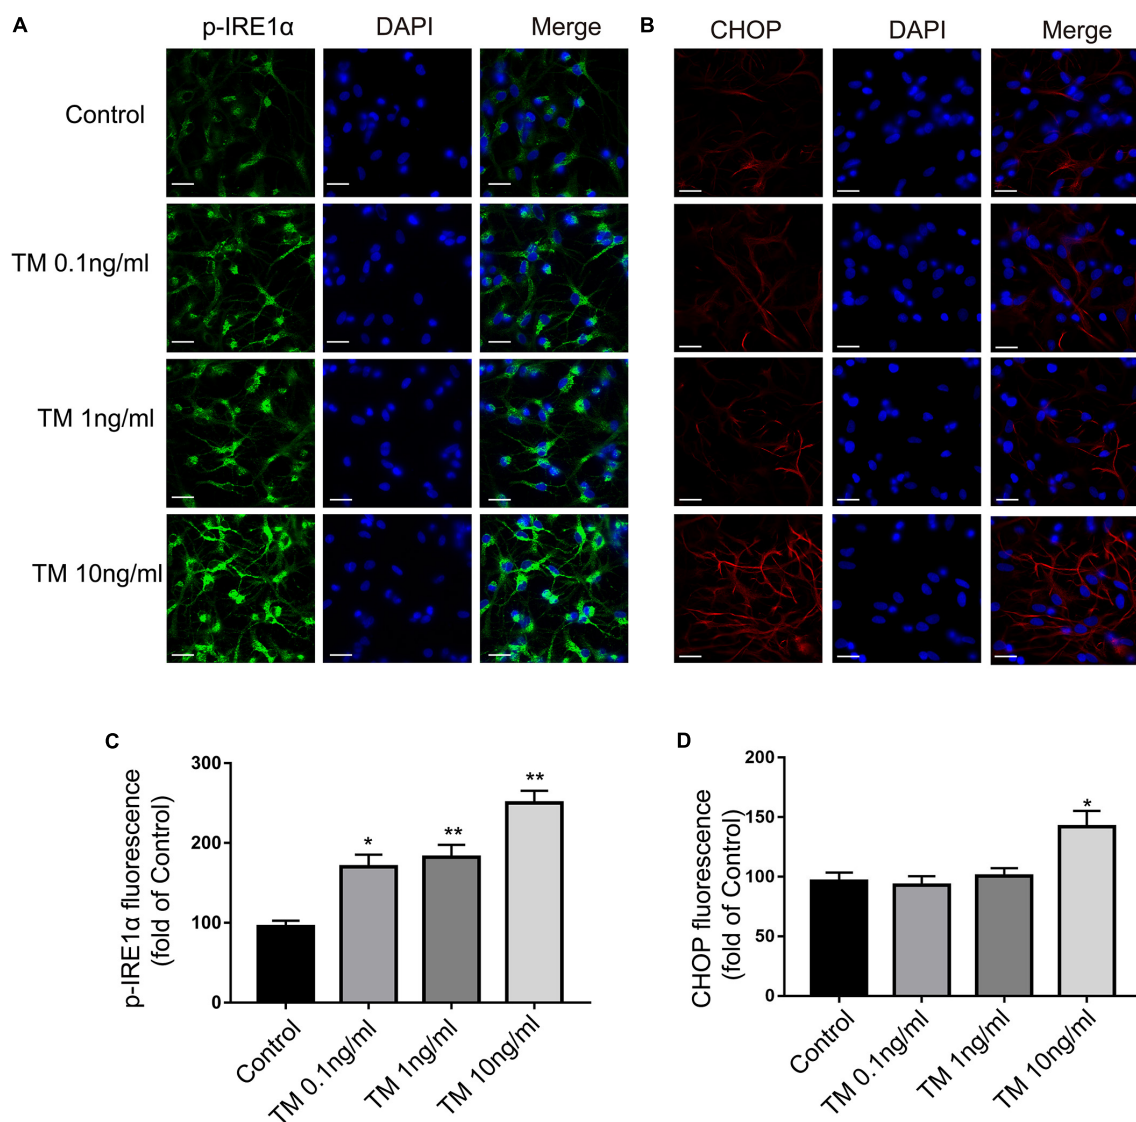 A p-IRE1α DAPI Merge B CHOP DAPI Merge
Control
TM 0.1ng/ml
TM 1ng/ml
TM 10ng/ml
C
300
200
100
0
p-IRE1α fluorescence
(fold of Control)
*
**
**
Control
TM 0.1ng/ml
TM 1ng/ml
TM 10ng/ml
D
200
150
100
50
0
CHOP fluorescence
(fold of Control)
*
Control
TM 0.1ng/ml
TM 1ng/ml
TM 10ng/ml